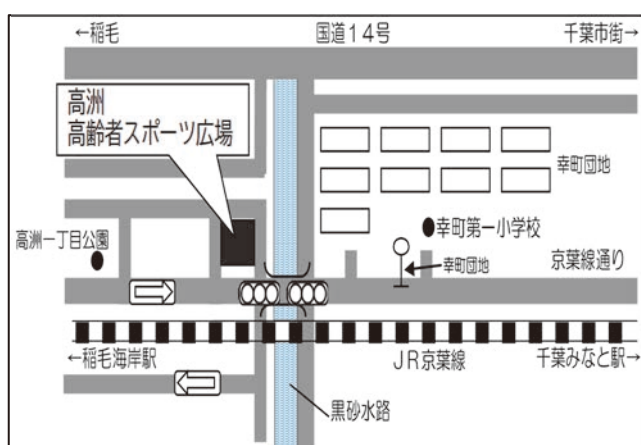 ←稲毛
国道14号
千葉市街→
高洲
高齢者スポーツ広場
幸町団地
高洲一丁目公園
幸町第一小学校
幸町団地
京葉線通り
←稲毛海岸駅
JR京葉線
千葉みなと駅→
黒砂水路